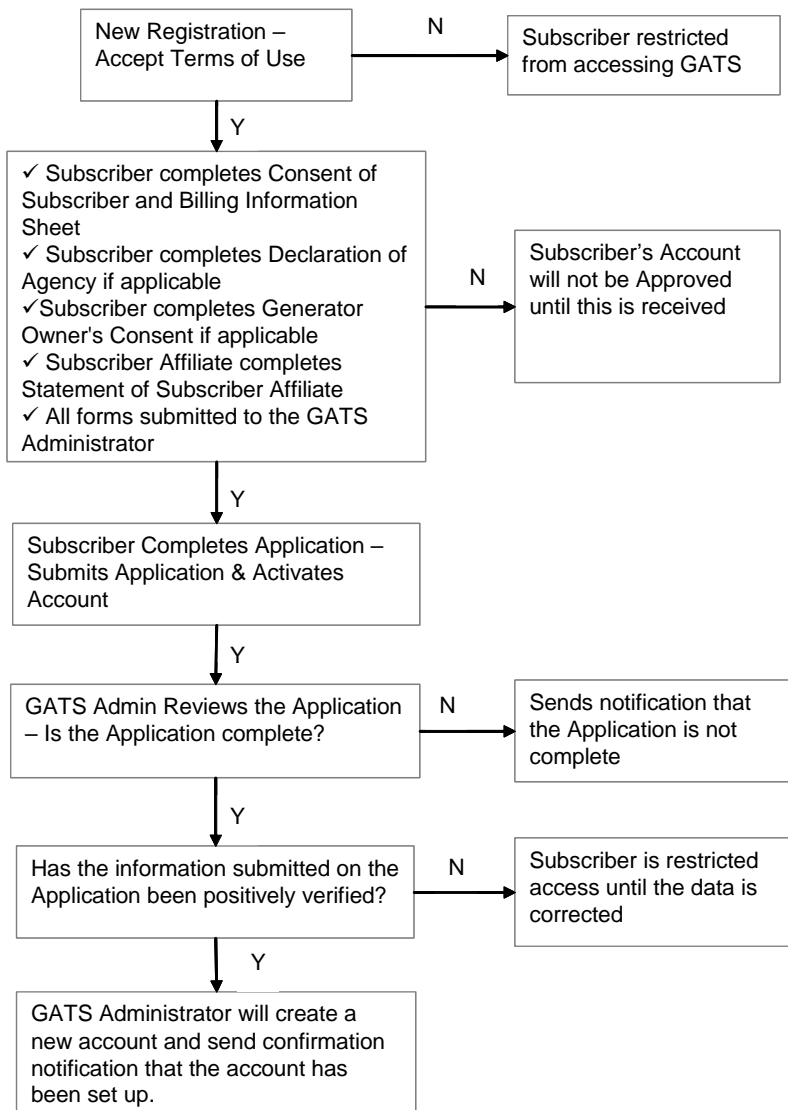 New Registration –
Accept Terms of Use
N
Subscriber restricted
from accessing GATS
Y
✓ Subscriber completes Consent of
Subscriber and Billing Information
Sheet
✓ Subscriber completes Declaration of
Agency if applicable
✓Subscriber completes Generator
Owner's Consent if applicable
✓ Subscriber Affiliate completes
Statement of Subscriber Affiliate
✓ All forms submitted to the GATS
Administrator
N
Subscriber’s Account
will not be Approved
until this is received
Y
Subscriber Completes Application –
Submits Application & Activates
Account
Y
GATS Admin Reviews the Application
– Is the Application complete?
N
Sends notification that
the Application is not
complete
Y
Has the information submitted on the
Application been positively verified?
N
Subscriber is restricted
access until the data is
corrected
Y
GATS Administrator will create a
new account and send confirmation
notification that the account has
been set up.